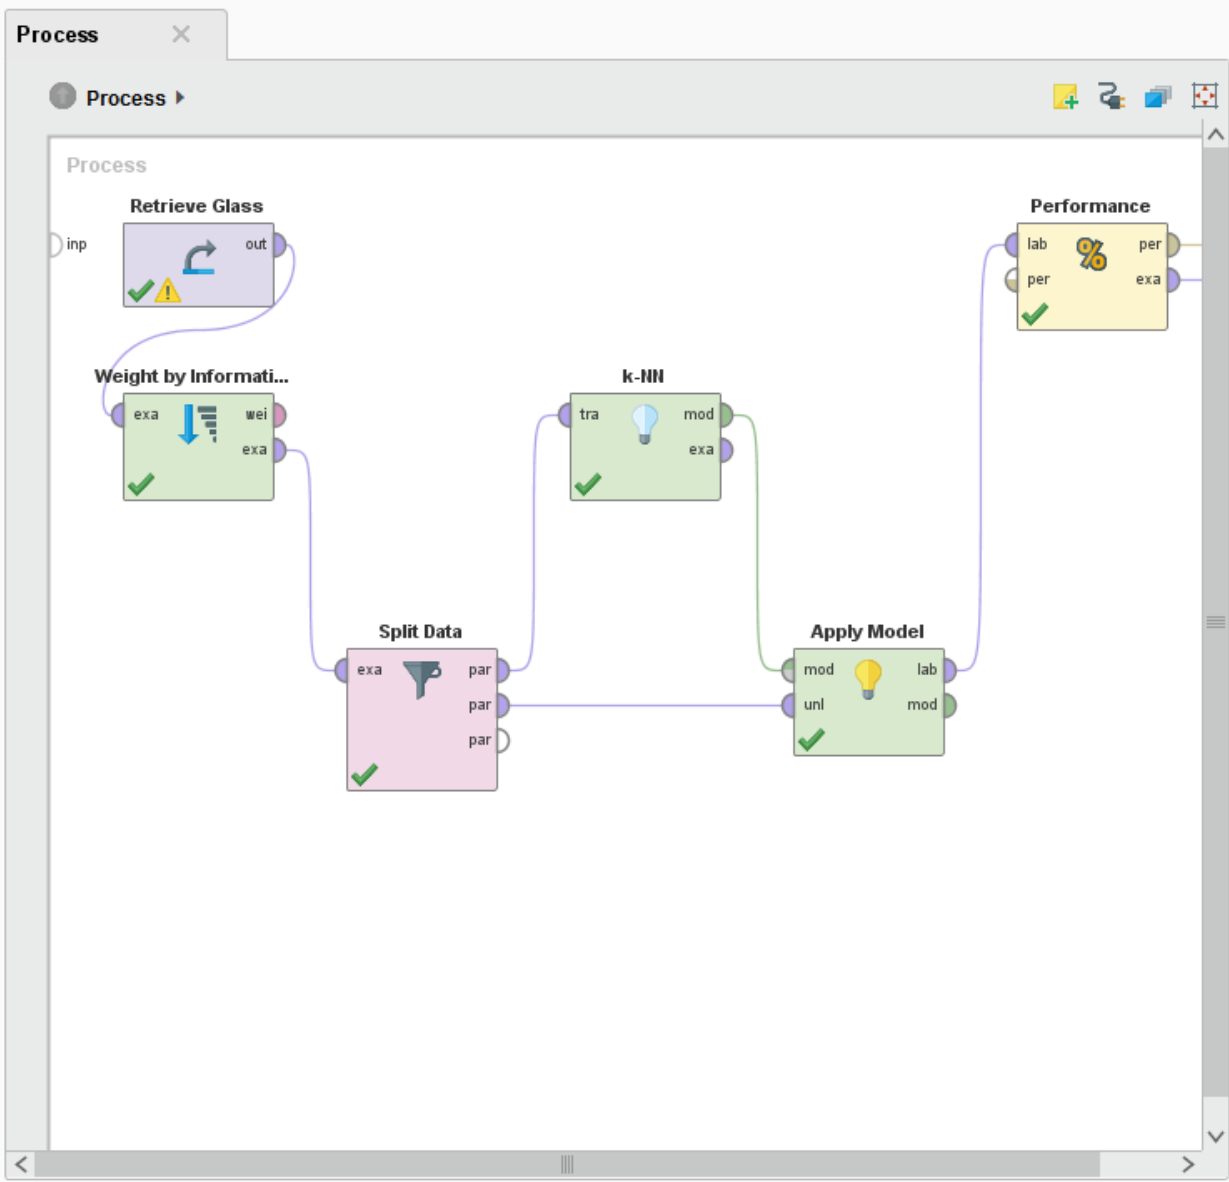 Process
Process
Process
Retrieve Glass
inp
out
Weight by Informati...
exa
wei
exa
Split Data
exa
par
par
par
k-NN
tra
mod
exa
Apply Model
mod
lab
unl
mod
Performance
lab
per
per
exa
%